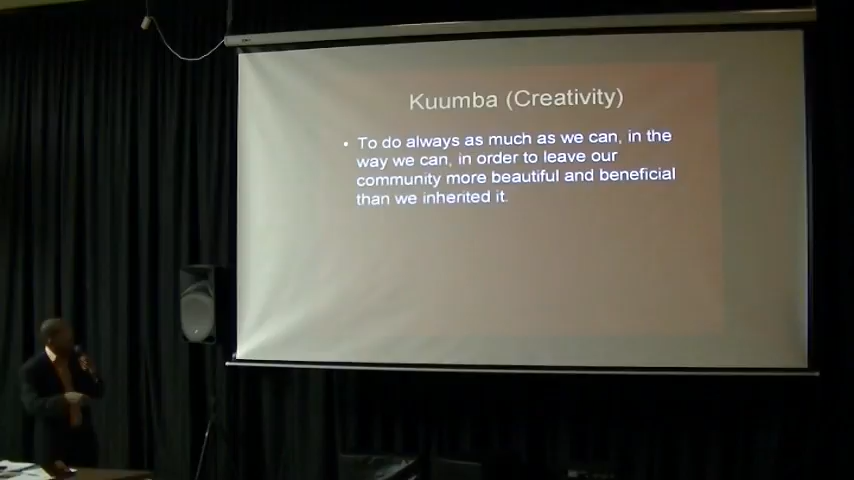 Kuumba (Creativity)
• To do always as much as we can, in the
way we can, in order to leave our
community more beautiful and beneficial
than we inherited it.